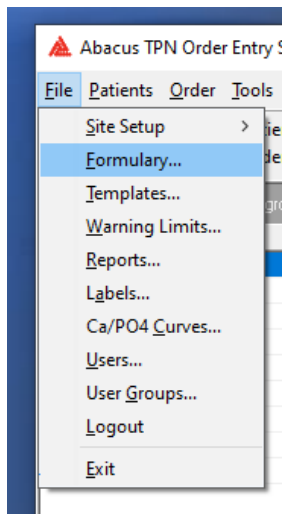 Abacus TPN Order Entry
File Patients Order Tools
Site Setup
Formulary...
Templates...
Warning Limits...
Reports...
Labels...
Ca/PO4 Curves...
Users...
User Groups...
Logout
Exit